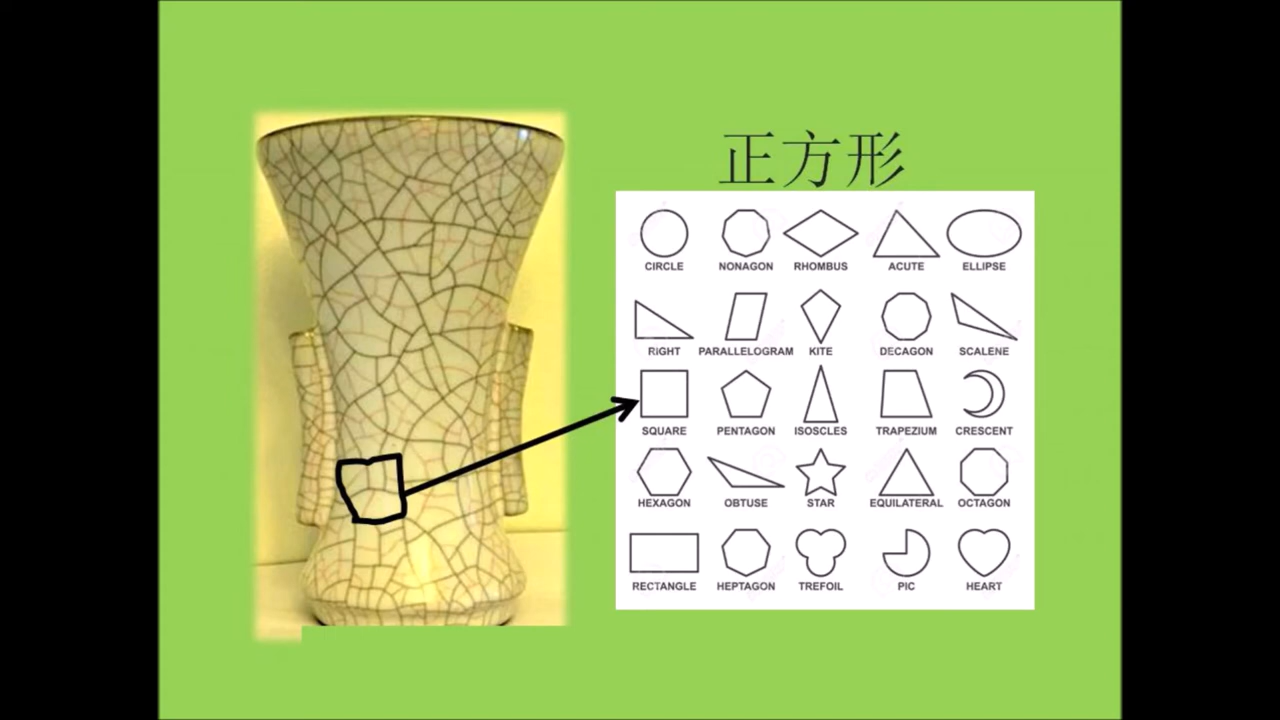 正方形
CIRCLE NONAGON RHOMBUS ACUTE ELLIPSE
RIGHT PARALLELOGRAM KITE DECAGON SCALENE
SQUARE PENTAGON ISOSCLES TRAPEZIUM CRESCENT
HEXAGON OBTUSE STAR EQUILATERAL OCTAGON
RECTANGLE HEPTAGON TREFOIL PIC HEART